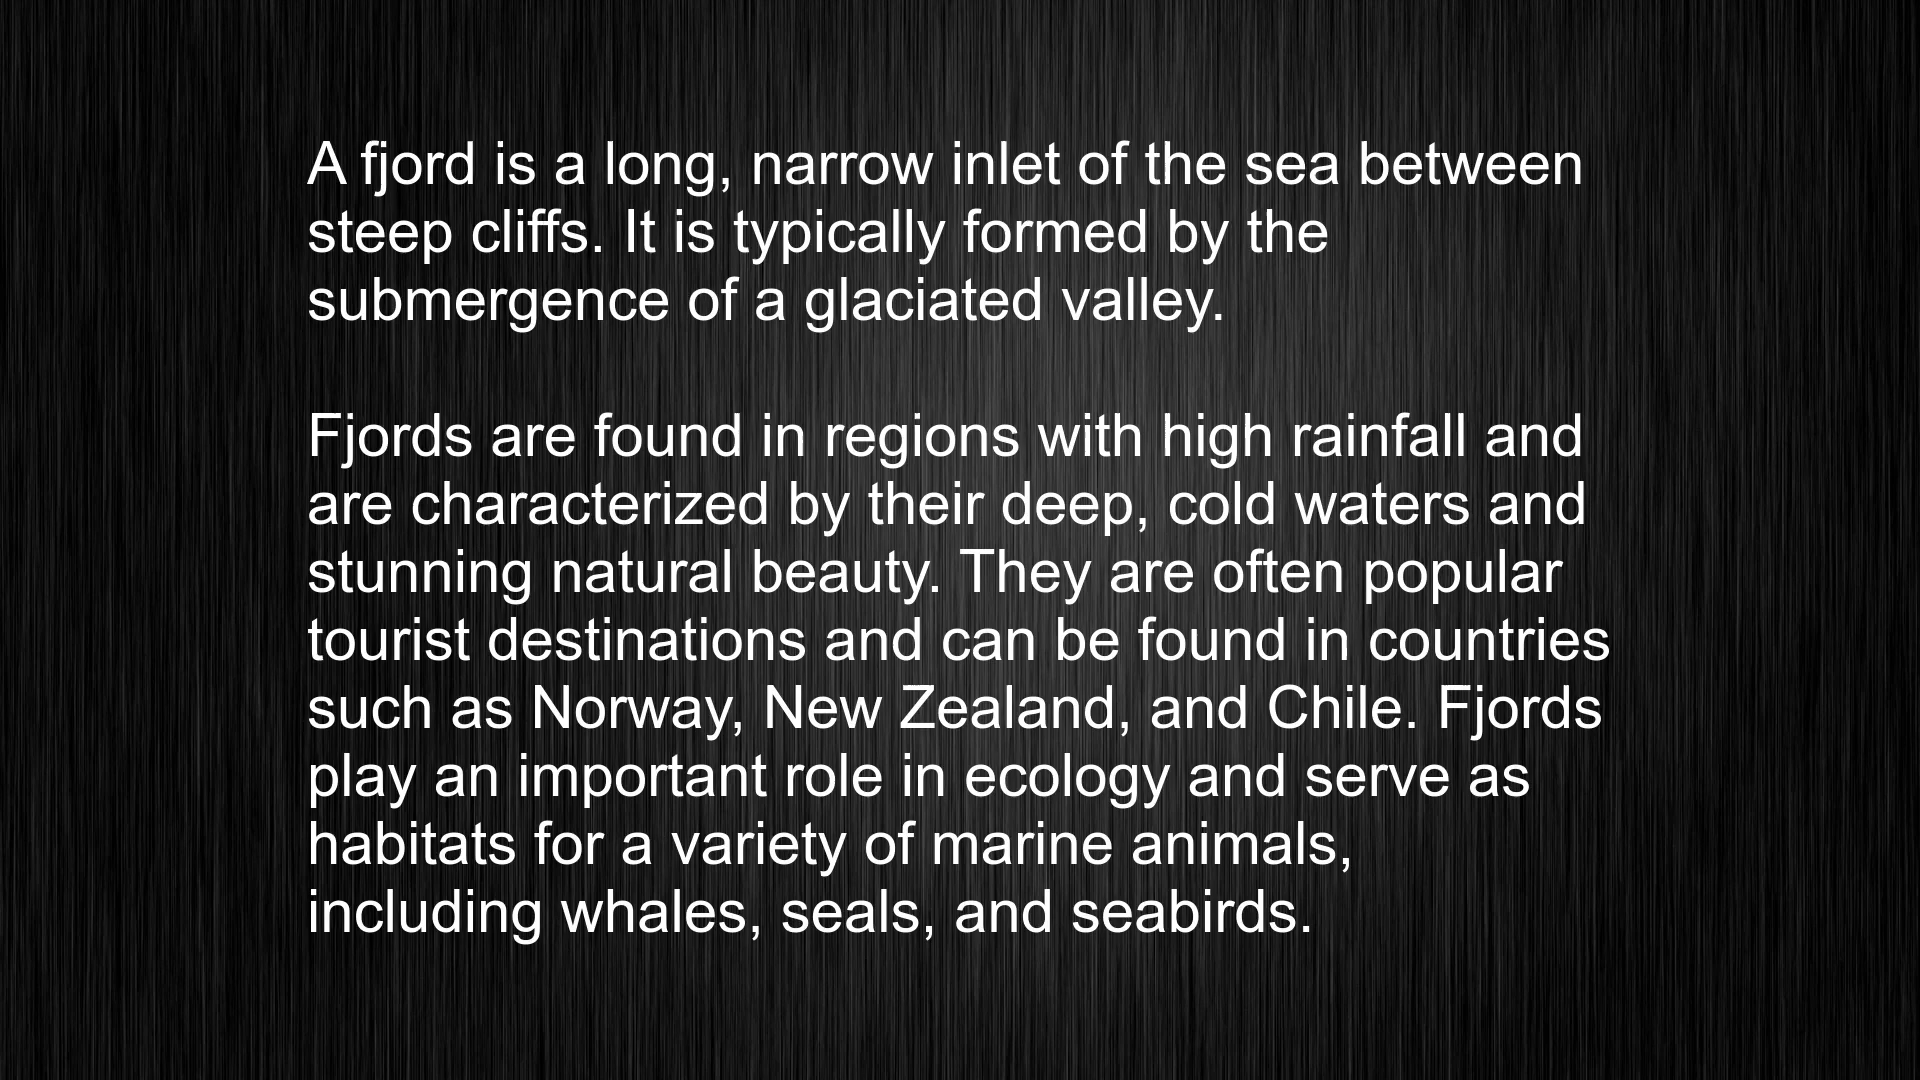 A fjord is a long, narrow inlet of the sea between
steep cliffs. It is typically formed by the
submergence of a glaciated valley.
Fjords are found in regions with high rainfall and
are characterized by their deep, cold waters and
stunning natural beauty. They are often popular
tourist destinations and can be found in countries
such as Norway, New Zealand, and Chile. Fjords
play an important role in ecology and serve as
habitats for a variety of marine animals,
including whales, seals, and seabirds.